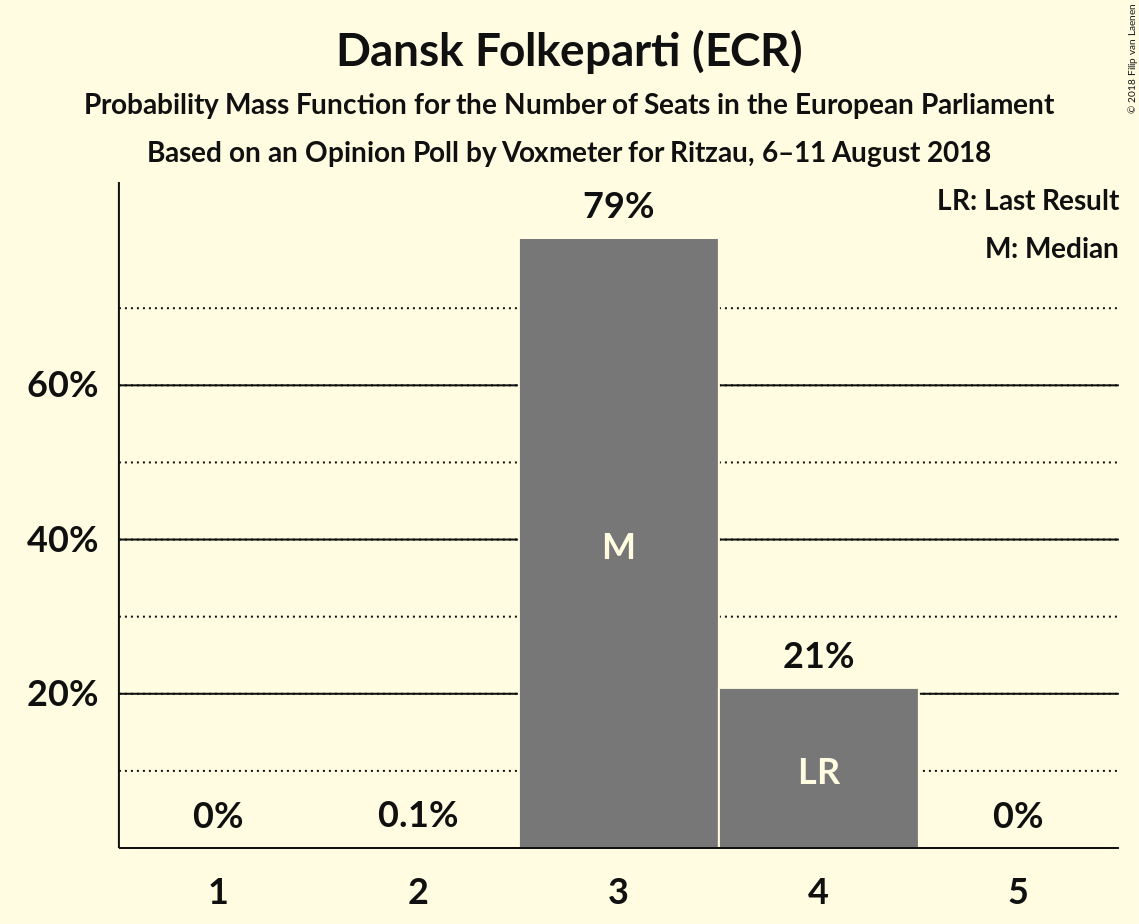 Dansk Folkeparti (ECR)
Probability Mass Function for the Number of Seats in the European Parliament
Based on an Opinion Poll by Voxmeter for Ritzau, 6–11 August 2018
© 2018 Filip van Laenen
LR: Last Result
M: Median
79%
60%
40%
M
21%
20%
LR
0%
0.1%
0%
1
2
3
4
5